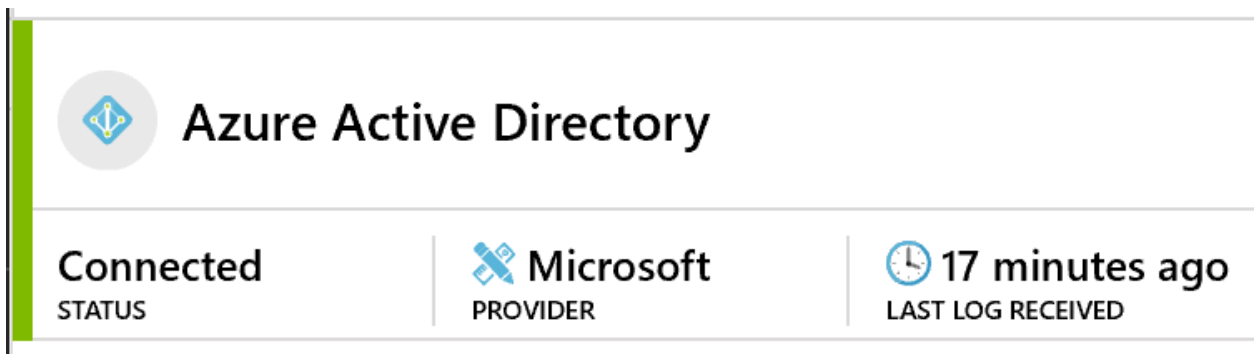 Azure Active Directory
Connected Microsoft 17 minutes ago
STATUS PROVIDER LAST LOG RECEIVED